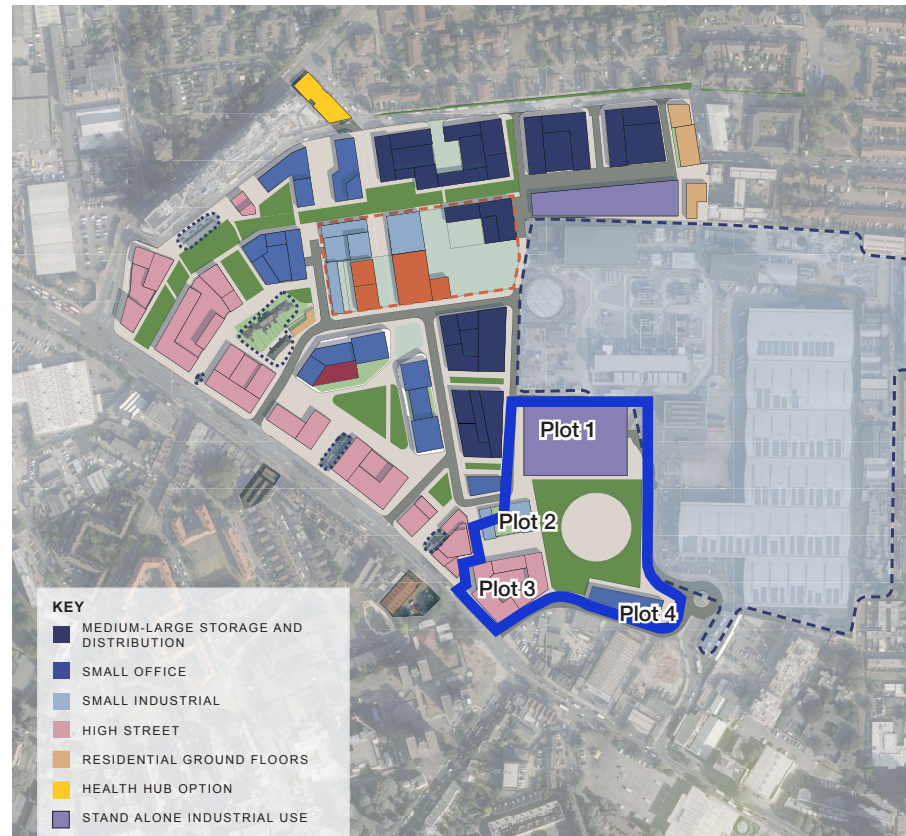 Plot 1
Plot 2
Plot 3
Plot 4
KEY
MEDIUM-LARGE STORAGE AND
DISTRIBUTION
SMALL OFFICE
SMALL INDUSTRIAL
HIGH STREET
RESIDENTIAL GROUND FLOORS
HEALTH HUB OPTION
STAND ALONE INDUSTRIAL USE